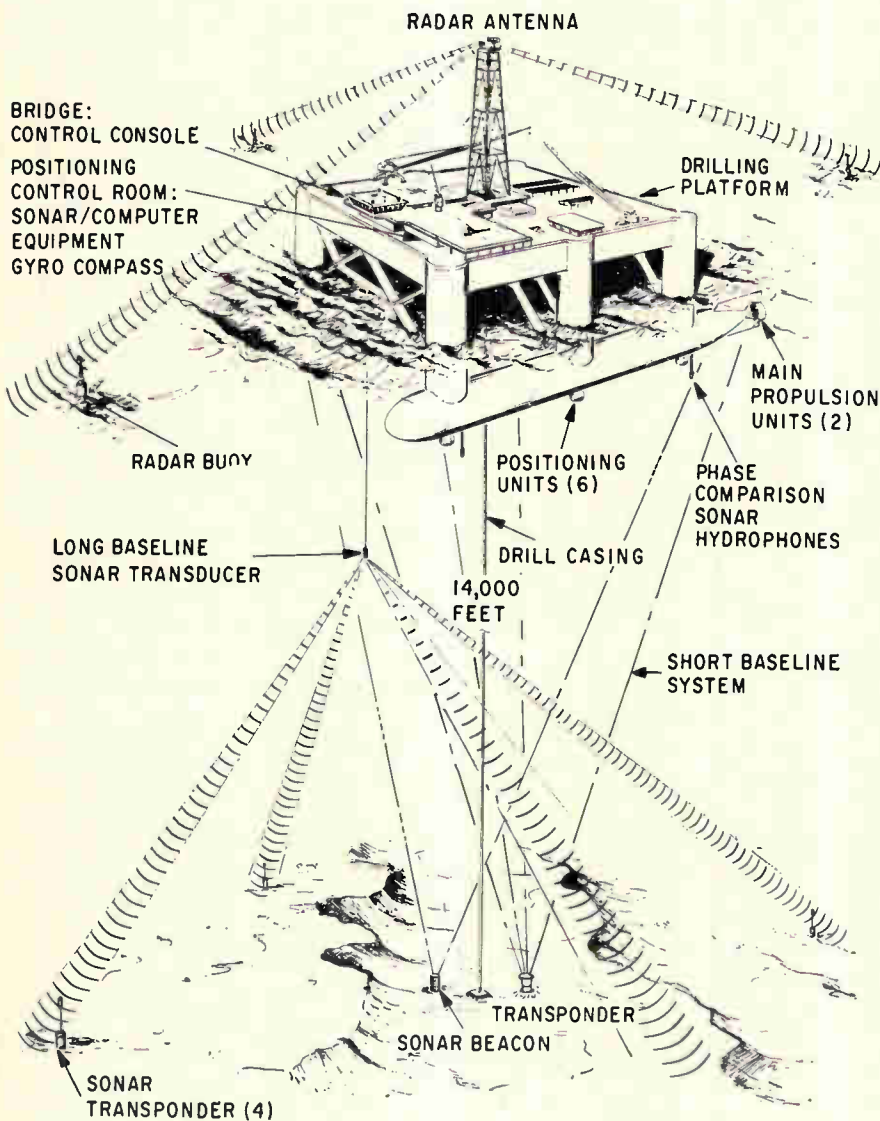 RADAR ANTENNA
BRIDGE:
CONTROL CONSOLE
POSITIONING
CONTROL ROOM:
SONAR/COMPUTER
EQUIPMENT
GYRO COMPASS
DRILLING
PLATFORM
MAIN
PROPULSION
UNITS (2)
RADAR BUOY
POSITIONING
UNITS (6)
PHASE
COMPARISON
SONAR
HYDROPHONES
LONG BASELINE
SONAR TRANSDUCER
DRILL CASING
14,000
FEET
SHORT BASELINE
SYSTEM
TRANSPONDER
SONAR BEACON
SONAR
TRANSPONDER (4)